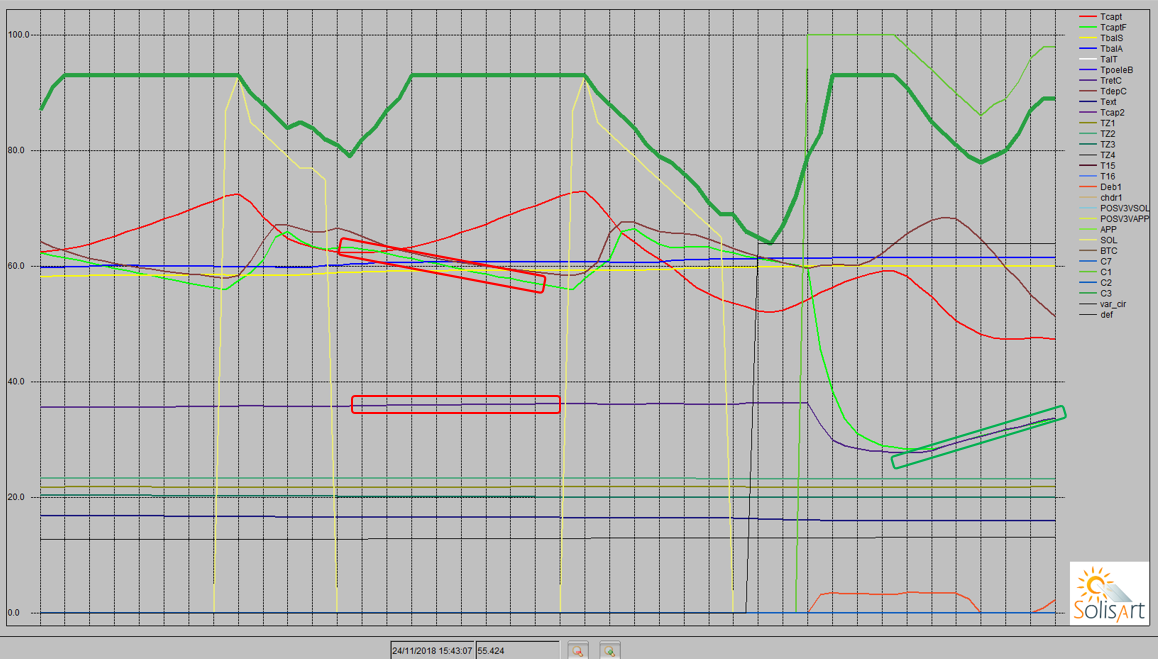 100.0
80.0
60.0
40.0
20.0
0.0
Tcapt
TcaptF
TbalS
TbalA
TalT
TpoeleB
TretC
TdepC
Text
Tcap2
TZ1
TZ2
TZ3
TZ4
T15
T16
Deb1
chdr1
POSV3VSOL
POSV3VAPP
APP
SOL
BTC
C7
C1
C2
C3
var_cir
def
SolisArt
24/11/2018 15:43:07 55.424